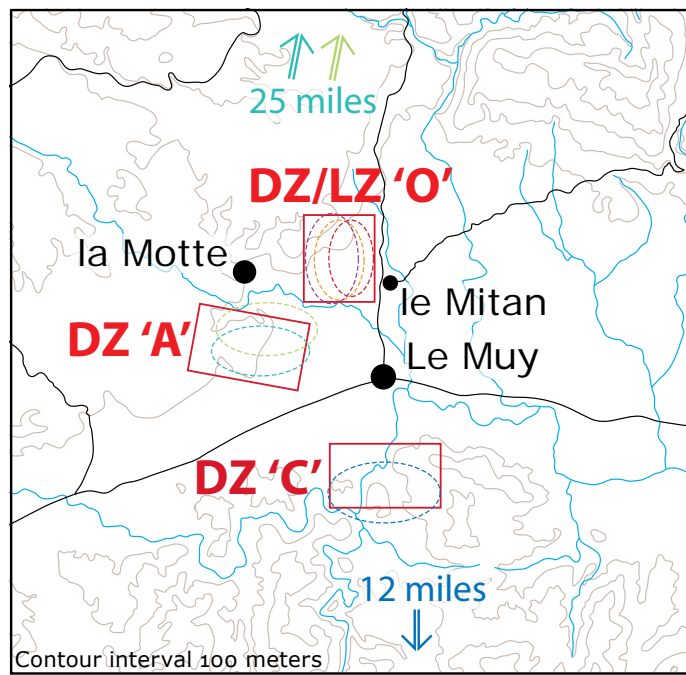 25 miles
DZ/LZ ‘O’
la Motte
le Mitan
DZ ‘A’
Le Muy
DZ ‘C’
12 miles
Contour interval 100 meters